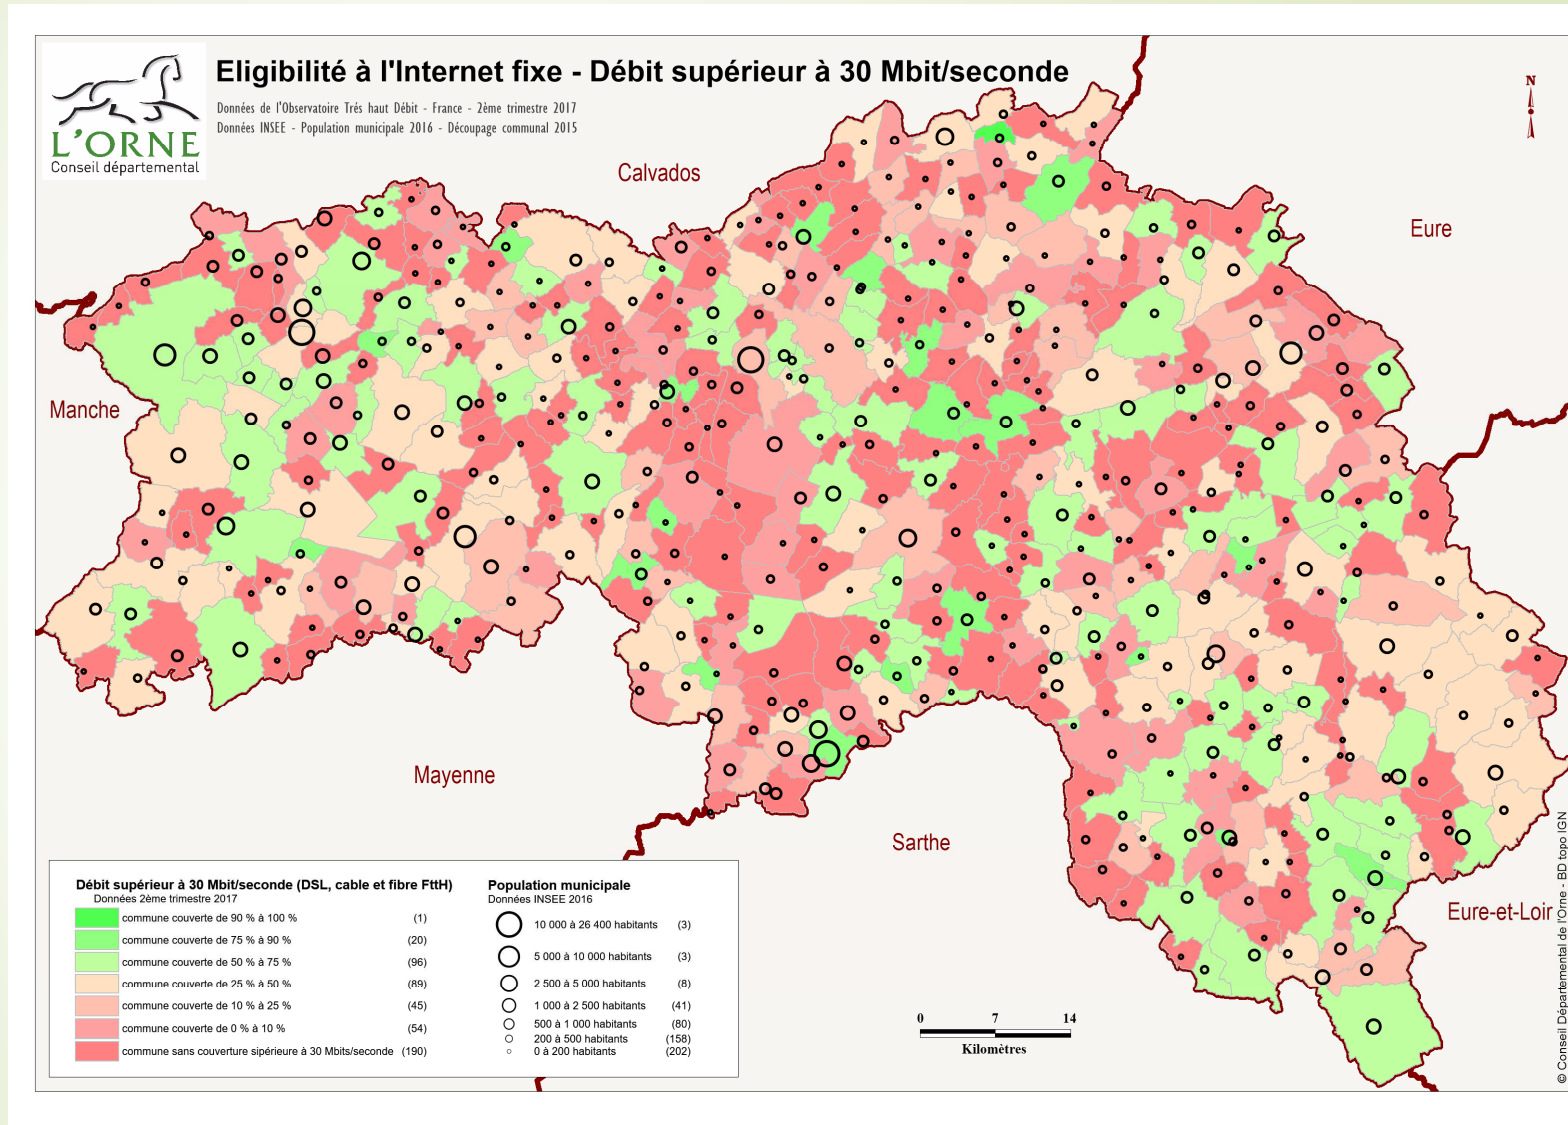 L'ORNE
Conseil départemental
Eligibilité à l'Internet fixe - Débit supérieur à 30 Mbit/seconde
Données de l'Observatoire Trés haut Débit - France - 2ème trimestre 2017
Données INSEE - Population municipale 2016 - Découpage communal 2015
N
Calvados
Eure
Manche
Mayenne
Sarthe
Eure-et-Loir
Débit supérieur à 30 Mbit/seconde (DSL, cable et fibre FttH)
Données 2ème trimestre 2017
commune couverte de 90 % à 100 % (1)
commune couverte de 75 % à 90 % (20)
commune couverte de 50 % à 75 % (96)
commune couverte de 25 % à 50 % (89)
commune couverte de 10 % à 25 % (45)
commune couverte de 0 % à 10 % (54)
commune sans couverture sipérieure à 30 Mbits/seconde (190)
Population municipale
Données INSEE 2016
10 000 à 26 400 habitants (3)
5 000 à 10 000 habitants (3)
2 500 à 5 000 habitants (8)
1 000 à 2 500 habitants (41)
500 à 1 000 habitants (80)
200 à 500 habitants (158)
0 à 200 habitants (202)
0 7 14
Kilomètres
© Conseil Départemental de l'Orne - BD topo IGN